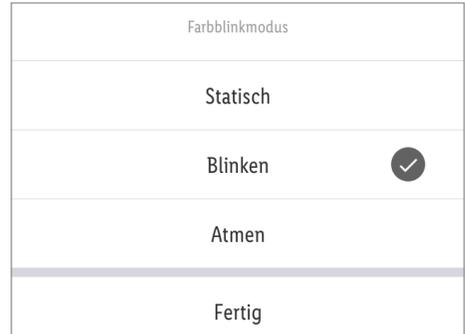 Farbblinkmodus
Statisch
Blinken
Atmen
Fertig